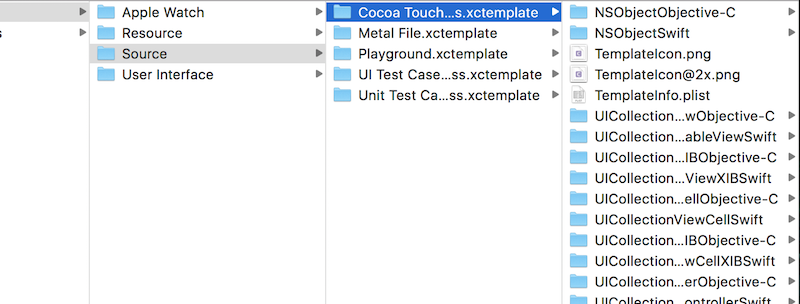 s
Apple Watch
Resource
Source
User Interface
Cocoa Touch...s.xctemplate
Metal File.xctemplate
Playground.xctemplate
UI Test Case...ss.xctemplate
Unit Test Ca...ss.xctemplate
NSObjectObjective-C
NSObjectSwift
TemplateIcon.png
TemplateIcon@2x.png
TemplateInfo.plist
UICollection...wObjective-C
UICollection...ableViewSwift
UICollection...IBObjective-C
UICollection...ViewXIBSwift
UICollection...ellObjective-C
UICollectionViewCellSwift
UICollection...IBObjective-C
UICollection...wCellXIBSwift
UICollection...erObjective-C
UICollection...ontrollerSwift